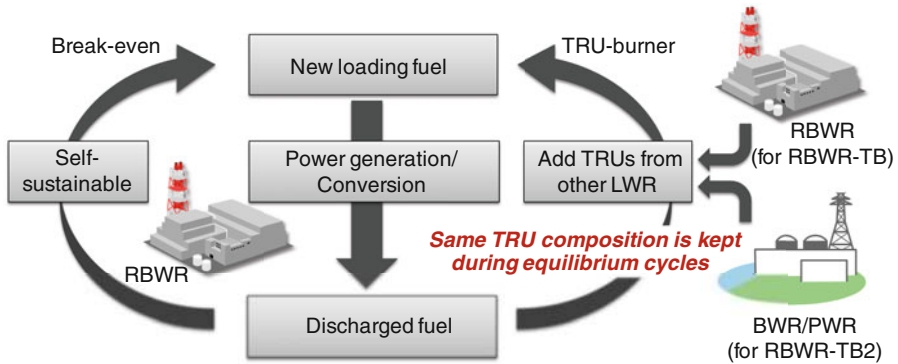 Break-even
New loading fuel
TRU-burner
RBWR
(for RBWR-TB)
Self-
sustainable
Power generation/
Conversion
Add TRUs from
other LWR
Same TRU composition is kept
during equilibrium cycles
RBWR
Discharged fuel
BWR/PWR
(for RBWR-TB2)